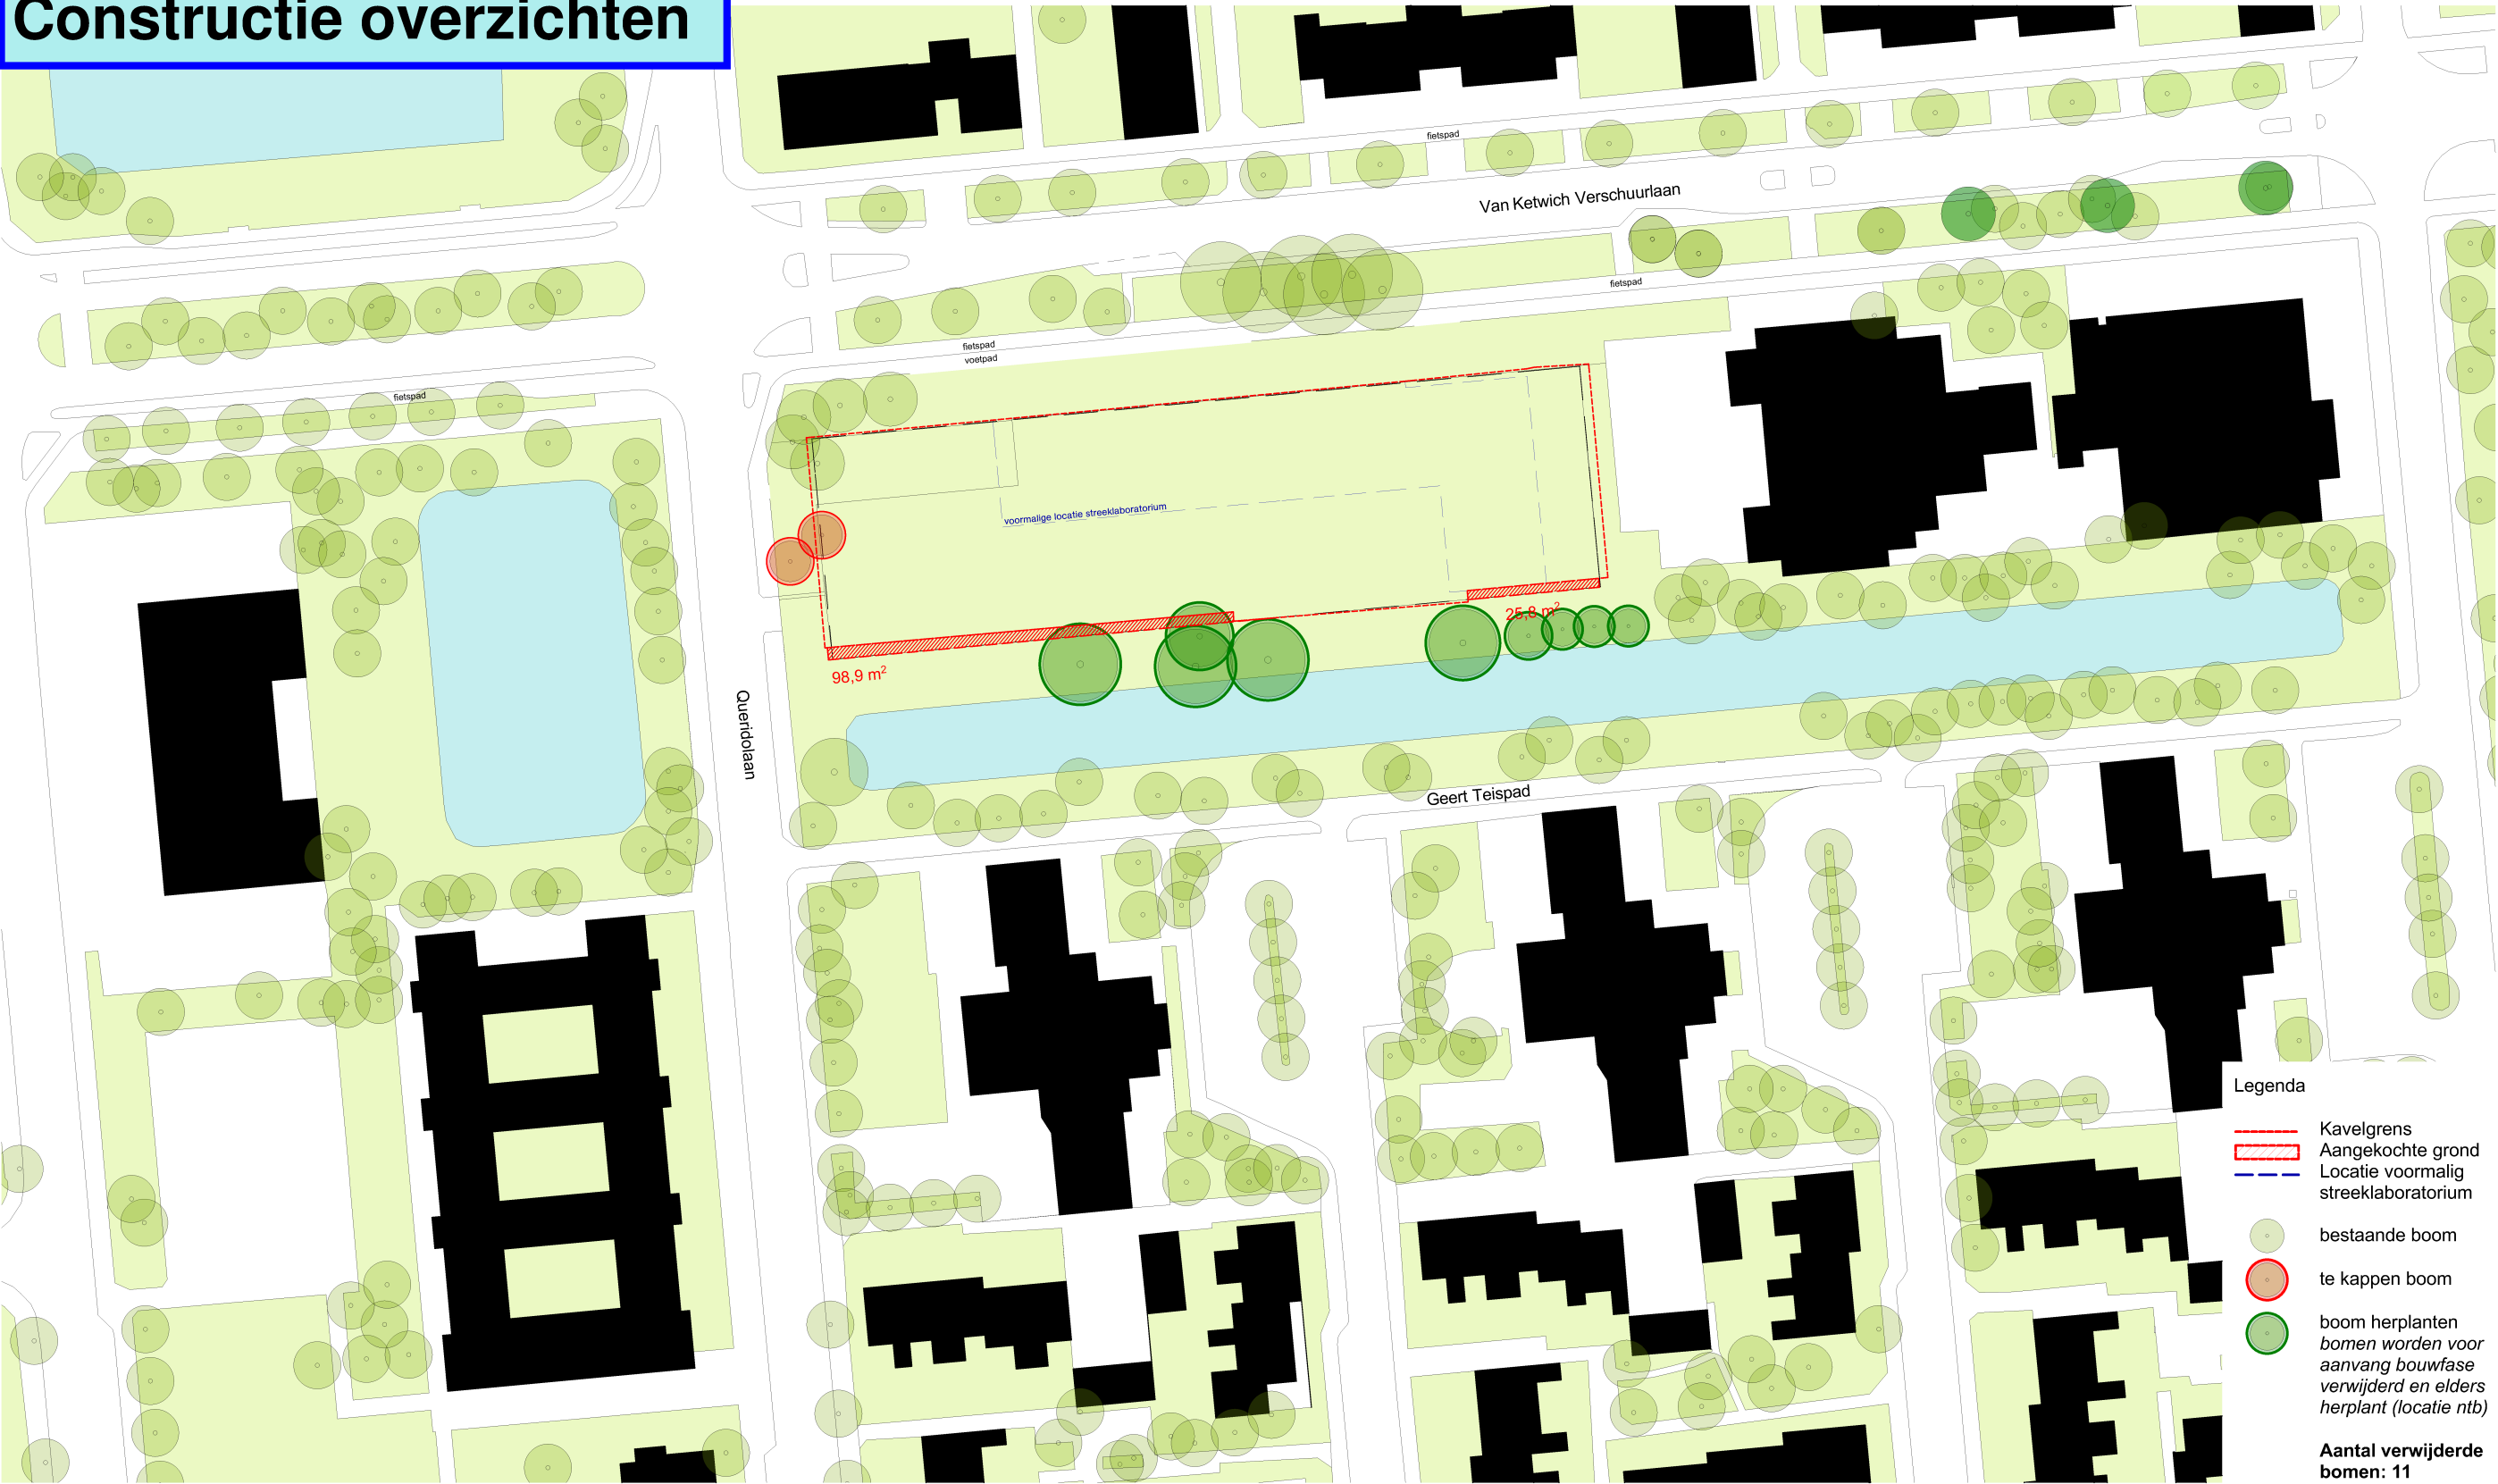 Constructie overzichten
fietspad
Van Ketwich Verschuurlaan
fietspad
fietspad
voetpad
fietspad
voormalige locatie streeklaboratorium
25,8 m²
98,9 m²
Queridolaan
Geert Teispad
Legenda
Kavelgrens
Aangekochte grond
Locatie voormalig
streeklaboratorium
bestaande boom
te kappen boom
boom herplanten
bomen worden voor
aanvang bouwfase
verwijderd en elders
herplant (locatie ntb)
Aantal verwijderde
bomen: 11